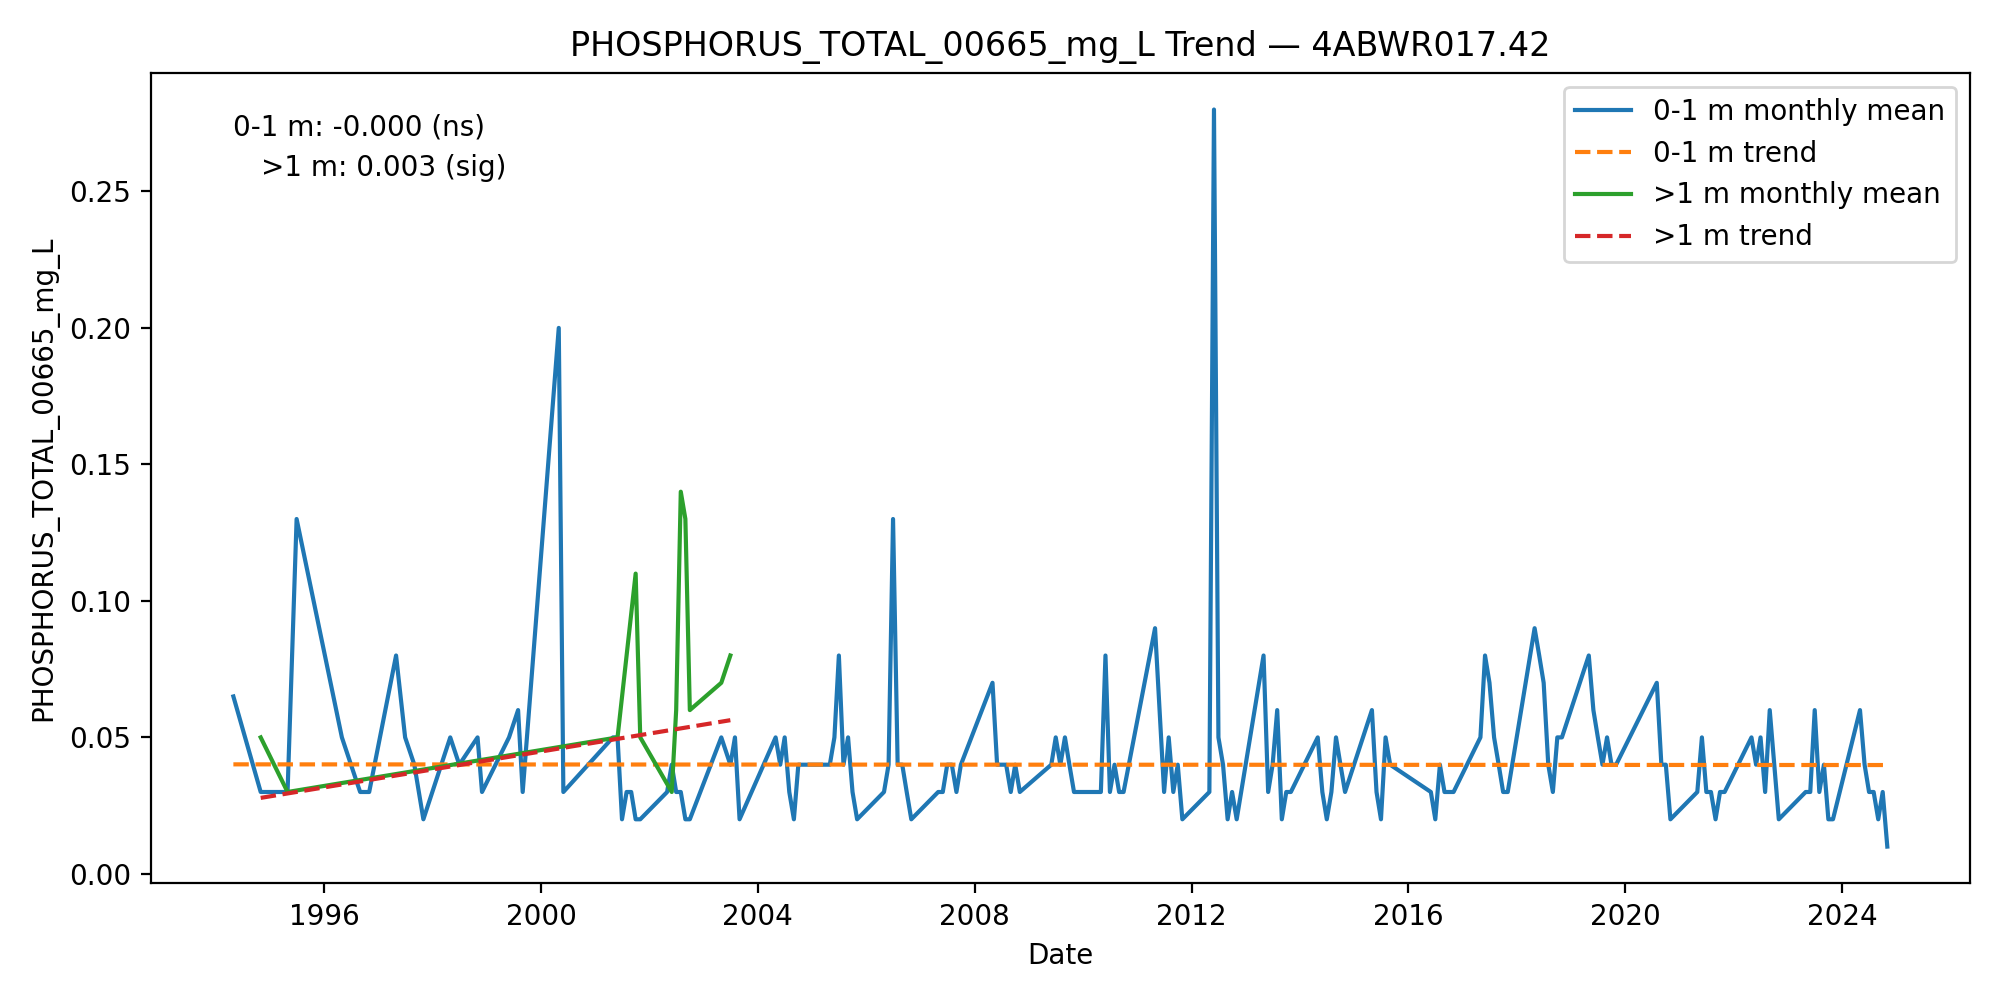 PHOSPHORUS_TOTAL_00665_mg_L Trend — 4ABWR017.42
0-1 m: -0.000 (ns)
>1 m: 0.003 (sig)
0-1 m monthly mean
0-1 m trend
>1 m monthly mean
>1 m trend
PHOSPHORUS_TOTAL_00665_mg_L
0.25
0.20
0.15
0.10
0.05
0.00
1996 2000 2004 2008 2012 2016 2020 2024
Date